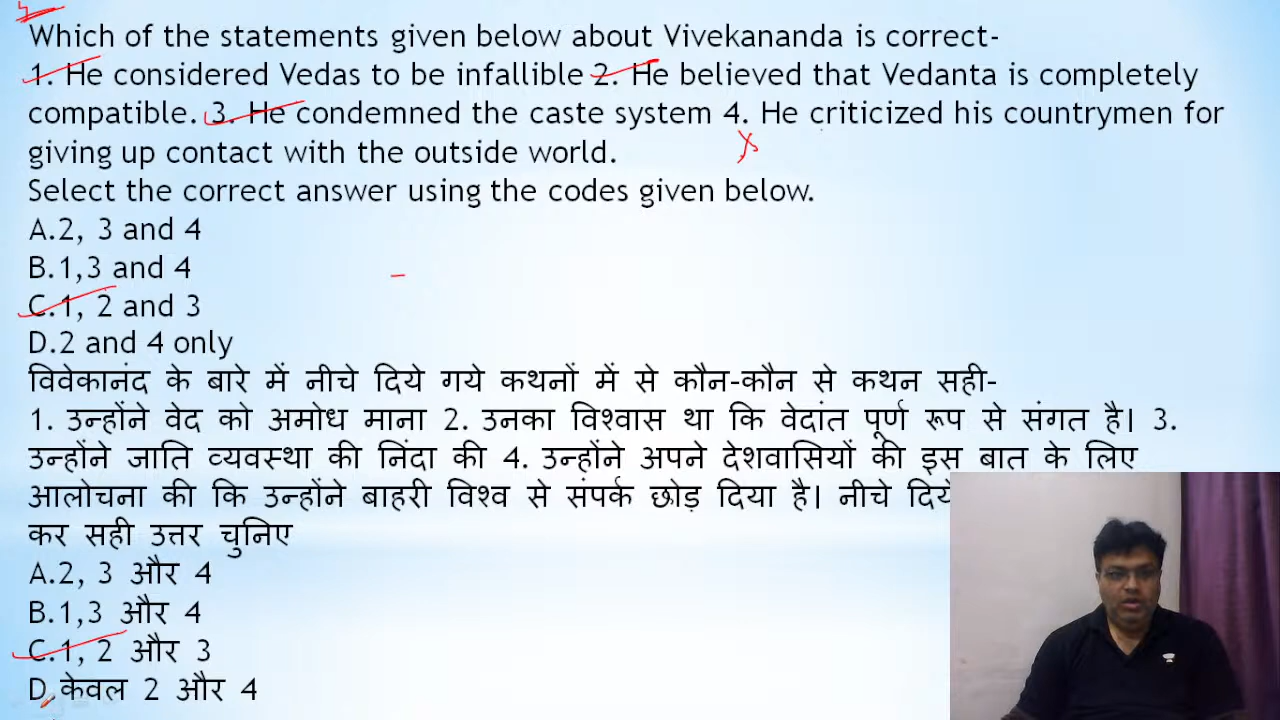 Which of the statements given below about Vivekananda is correct-
1. He considered Vedas to be infallible 2. He believed that Vedanta is completely
compatible. 3. He condemned the caste system 4. He criticized his countrymen for
giving up contact with the outside world.
Select the correct answer using the codes given below.
A.2, 3 and 4
B.1,3 and 4
C.1, 2 and 3
D.2 and 4 only
विवेकानंद के बारे में नीचे दिये गये कथनों में से कौन-कौन से कथन सही-
1. उन्होंने वेद को अमोध माना 2. उनका विश्वास था कि वेदांत पूर्ण रूप से संगत है। 3.
उन्होंने जाति व्यवस्था की निंदा की 4. उन्होंने अपने देशवासियों की इस बात के लिए
आलोचना की कि उन्होंने बाहरी विश्व से संपर्क छोड़ दिया है। नीचे दिये
कर सही उत्तर चुनिए
A.2, 3 और 4
B.1,3 और 4
C.1, 2 और 3
D.केवल 2 और 4